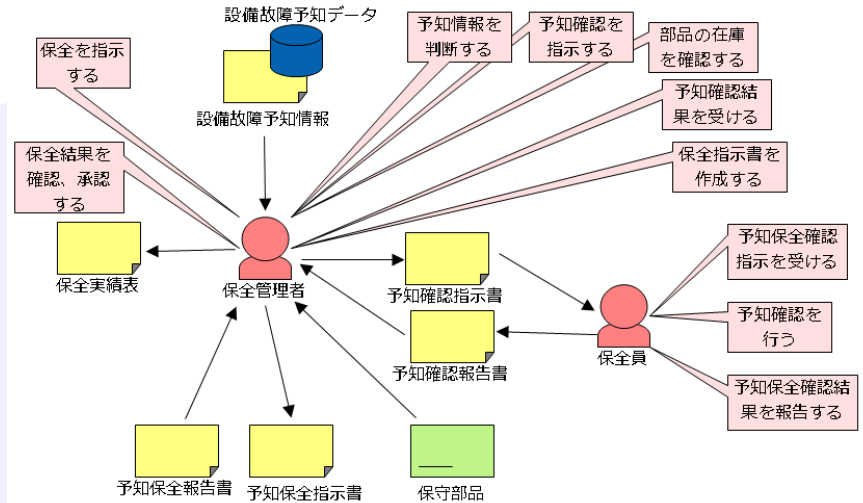 設備故障予知データ
保全を指示
する
予知情報を
判断する
予知確認を
指示する
部品の在庫
を確認する
設備故障予知情報
予知確認結
果を受ける
保全結果を
確認、承認
する
保全指示書を
作成する
保全実績表
保全管理者
予知確認指示書
予知保全確認
指示を受ける
予知確認を
行う
保全員
予知確認報告書
予知保全確認結
果を報告する
予知保全報告書
予知保全指示書
保守部品